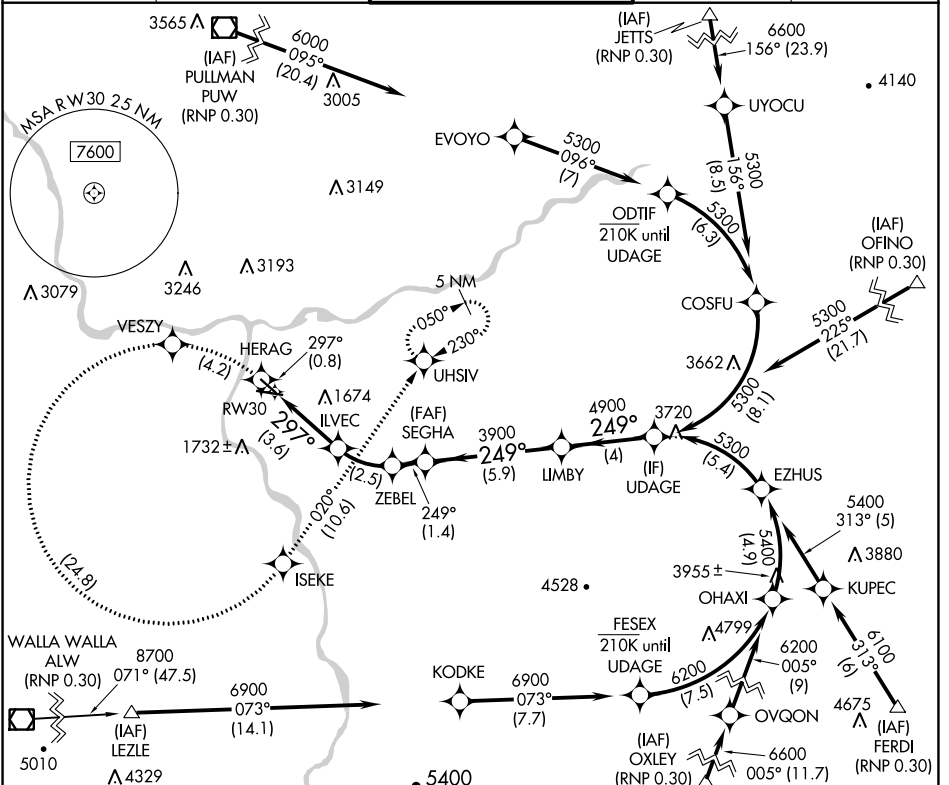 3565
(IAF)
PULLMAN
PUW
(RNP 0.30)
6000
095°
(20.4)
3005
(IAF)
JETTS
(RNP 0.30)
6600
156° (23.9)
4140
UYOCU
MSA RW30 25 NM
7600
EVOYO
5300
096°
(7)
5300
156°
(8.5)
3149
ODTIF
210K until
UDAGE
5300
(6.3)
(IAF)
OFINO
(RNP 0.30)
3079
3246
3193
5 NM
050°
230°
UHSIV
COSFU
5300
225°
(21.7)
VESZY
(4.2)
HERAG
297°
(0.8)
3662
5300
(8.1)
RW30
1674
ILVEC
297°
(3.6)
1732±
(FAF)
SEGHA
3900
249°
(5.9)
4900
249°
(4)
3720
LIMBY
(IF)
UDAGE
5300
(5.4)
EZHUS
(2.5)
ZEBEL
249°
(1.4)
020°
(10.6)
5400
313° (5)
5400
(4.9)
3880
(24.8)
ISEKE
4528
3955±
OHAXI
KUPEC
WALLA WALLA
ALW
(RNP 0.30)
8700
071° (47.5)
FESEX
210K until
UDAGE
4799
6200
005°
(9)
6100
313°
(6)
6900
073°
(14.1)
KODKE
6900
073°
(7.7)
6200
(7.5)
OVQON
4675
(IAF)
FERDI
(RNP 0.30)
(IAF)
LEZLE
5010
4329
5400
(IAF)
OXLEY
(RNP 0.30)
6600
005° (11.7)